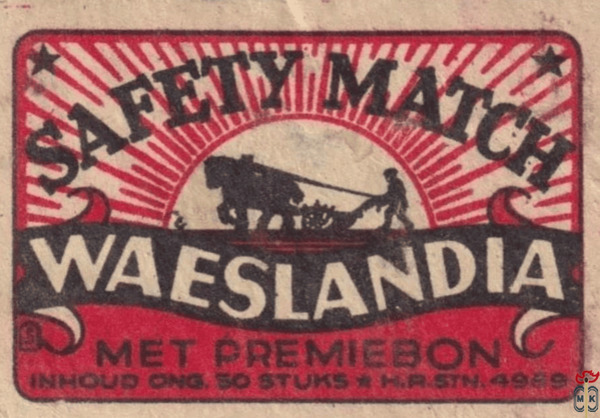 SAFETY MATCH
WAESLANDIA
MET PREMIEBON
INHOUD ONG. 50 STUKS ★ H.R.STN. 4989
M K